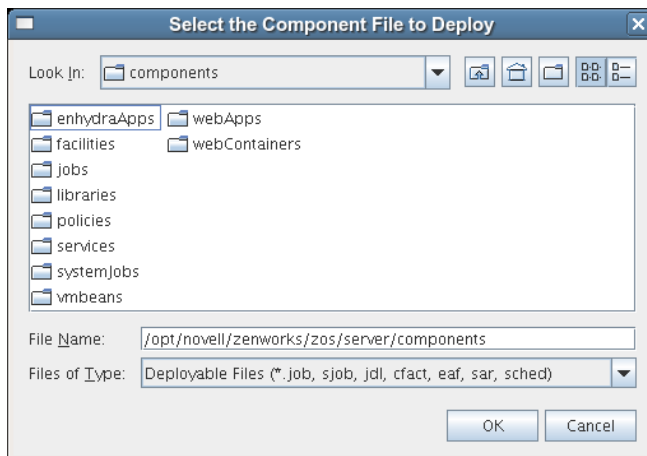 Select the Component File to Deploy
Look In: components
enhydraApps webApps
facilities webContainers
jobs
libraries
policies
services
systemJobs
vmbeans
File Name: /opt/novell/zenworks/zos/server/components
Files of Type: Deployable Files (*.job, sjob, jdl, cfact, eaf, sar, sched)
OK Cancel